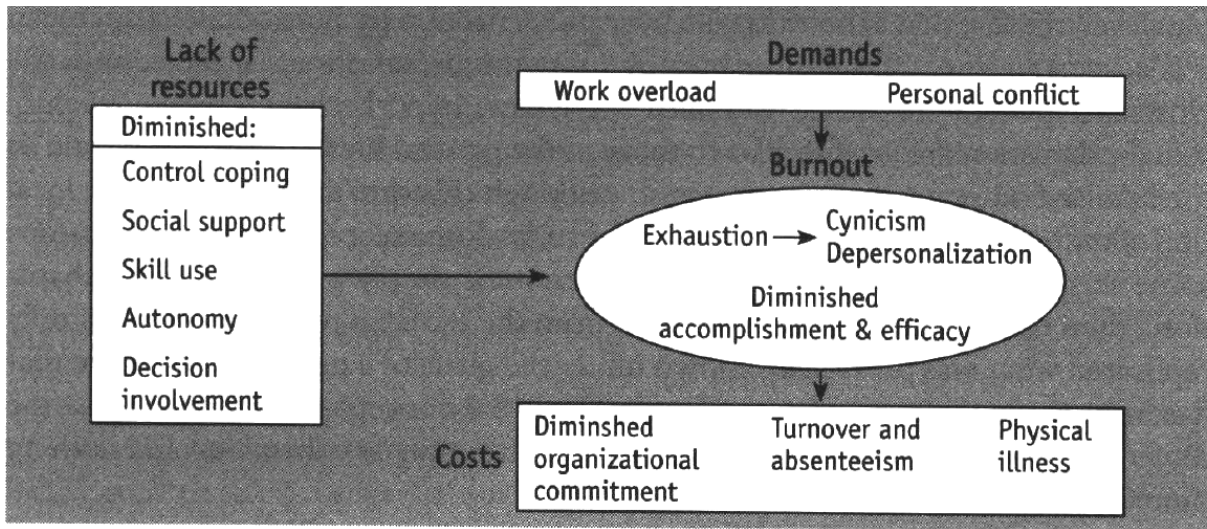 Lack of
resources
Diminished:
Control coping
Social support
Skill use
Autonomy
Decision
involvement
Demands
Work overload Personal conflict
Burnout
Exhaustion Cynicism
Depersonalization
Diminished
accomplishment & efficacy
Costs
Diminshed
organizational
commitment
Turnover and
absenteeism
Physical
illness